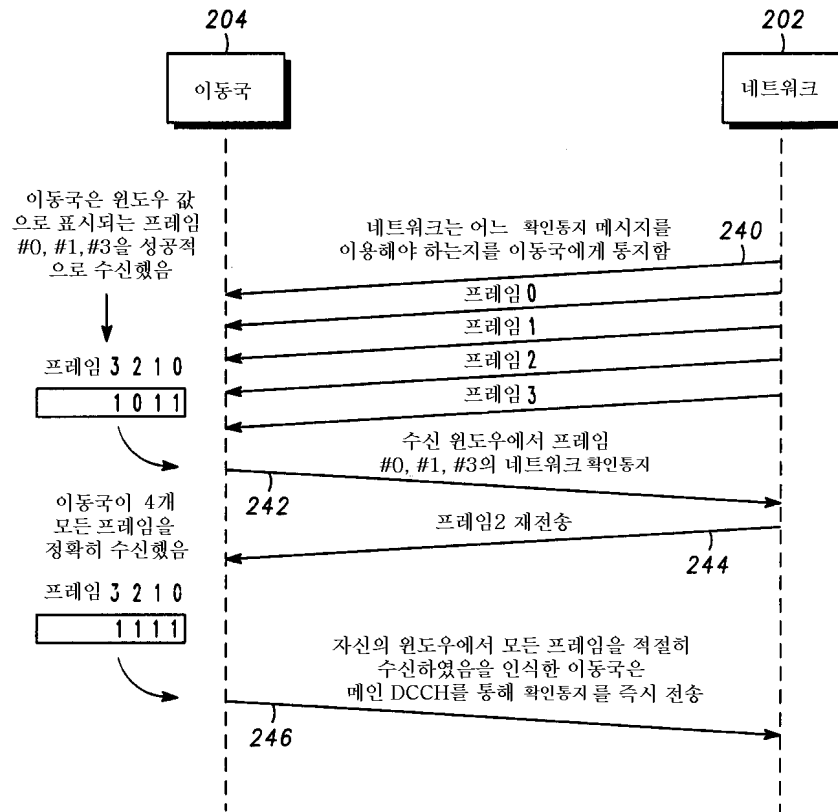 204
202
이동국
네트워크
이동국은 윈도우 값
으로 표시되는 프레임
#0, #1, #3을 성공적
으로 수신했음
네트워크는 어느 확인통지 메시지를
이용해야 하는지를 이동국에게 통지함
240
프레임 0
프레임 1
프레임 2
프레임 3
프레임 3 2 1 0
1 0 1 1
수신 윈도우에서 프레임
#0, #1, #3의 네트워크 확인통지
242
이동국이 4개
모든 프레임을
정확히 수신했음
프레임2 재전송
244
프레임 3 2 1 0
1 1 1 1
자신의 윈도우에서 모든 프레임을 적절히
수신하였음을 인식한 이동국은
메인 DCCH를 통해 확인통지를 즉시 전송
246